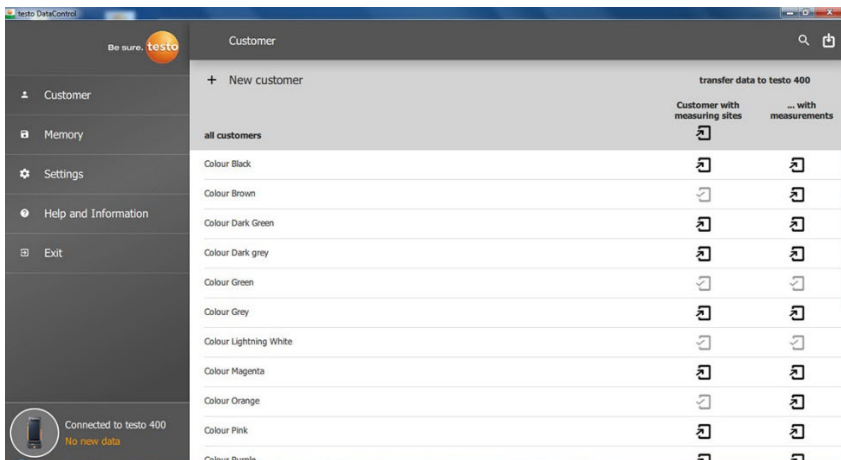 testo DataControl
Be sure. testo
Customer
Customer
Memory
Settings
Help and Information
Exit
Connected to testo 400
No new data
+ New customer
transfer data to testo 400
Customer with
measuring sites
... with
measurements
all customers
Colour Black
Colour Brown
Colour Dark Green
Colour Dark grey
Colour Green
Colour Grey
Colour Lightning White
Colour Magenta
Colour Orange
Colour Pink
Colour Purple